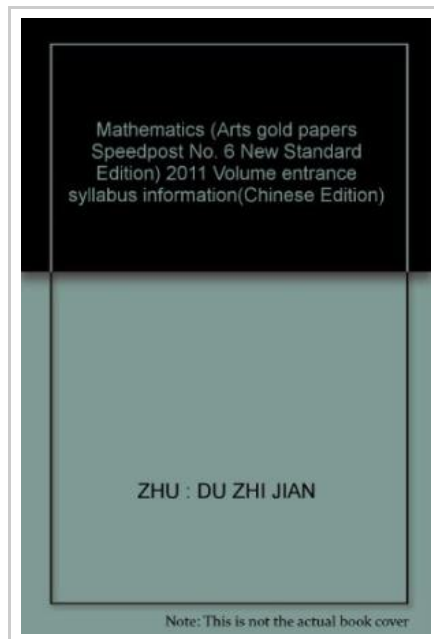 Mathematics (Arts gold papers
Speedpost No. 6 New Standard
Edition) 2011 Volume entrance
syllabus information(Chinese Edition)
ZHU : DU ZHI JIAN
Note: This is not the actual book cover